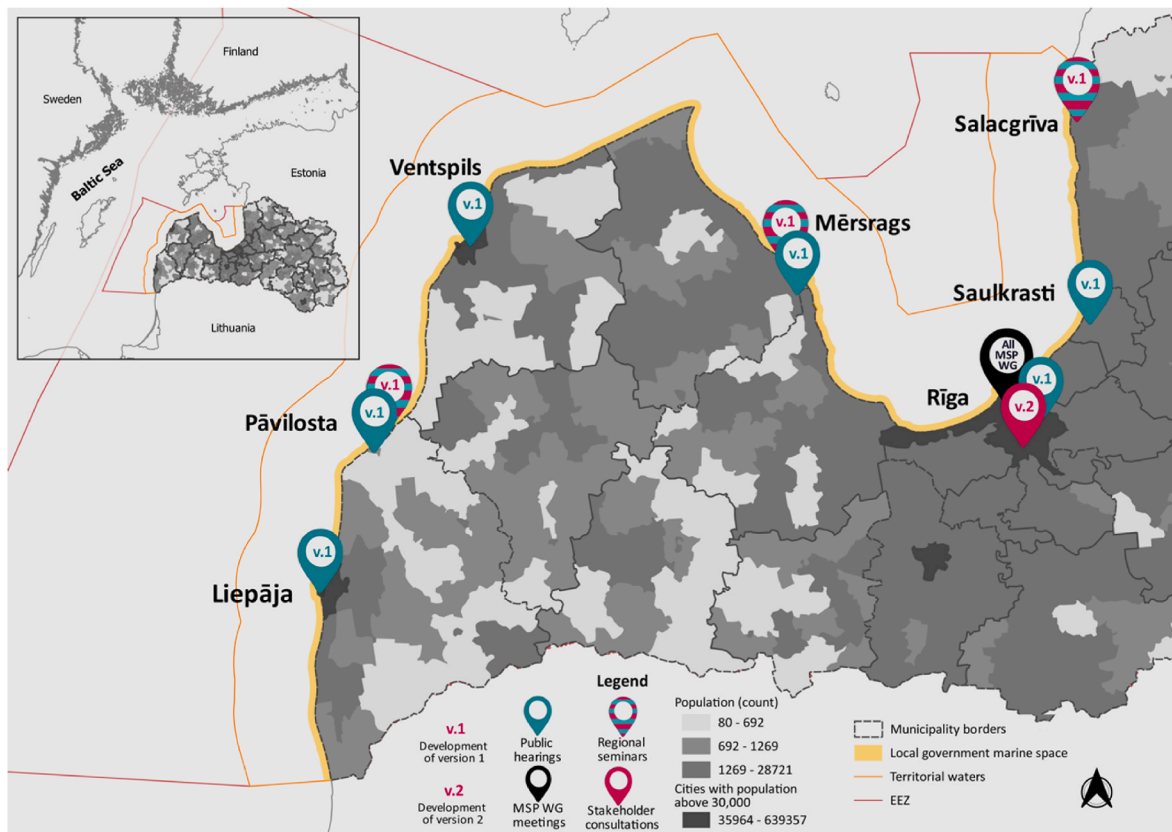 Finland
Sweden
Baltic Sea
Estonia
Lithuania
v.1
Salacgrīva
Ventspils
v.1
v.1
Mērsrags
v.1
Saulkrasti
v.1
All
MSP
WG
Rīga
v.1
v.2
v.1
Pāvilosta
v.1
v.1
Liepāja
Legend
v.1
Development
of version 1
Public
hearings
Regional
seminars
v.2
Development
of version 2
MSP WG
meetings
Stakeholder
consultations
Population (count)
80 - 692
692 - 1269
1269 - 28721
Cities with population
above 30,000
35964 - 639357
Municipality borders
Local government marine space
Territorial waters
EEZ